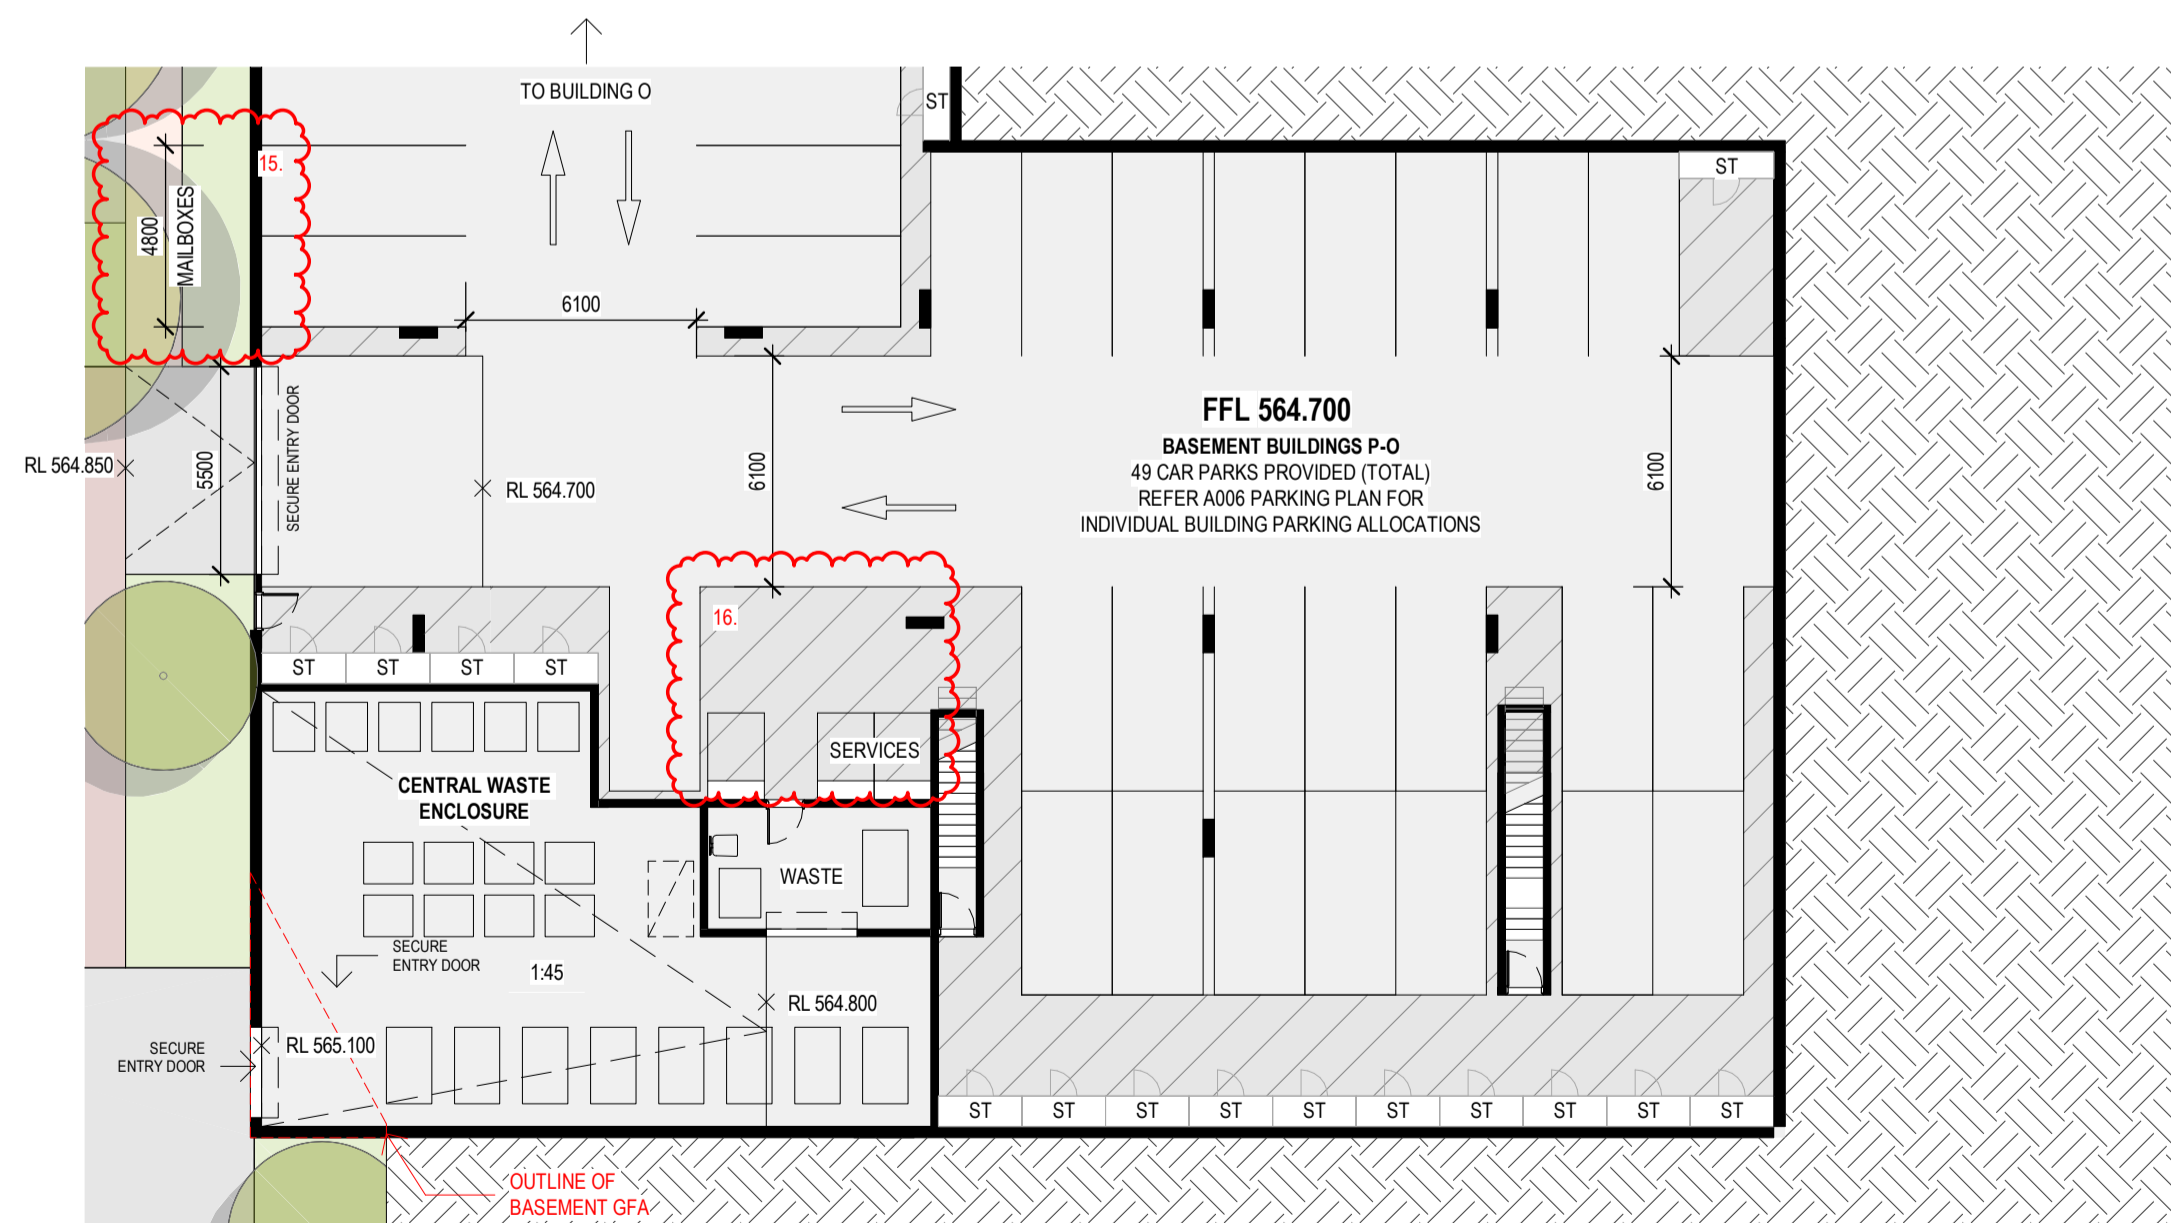 TO BUILDING O
ST
15.
ST
4800
MAILBOXES
6100
SECURE ENTRY DOOR
RL 564.850
5500
RL 564.700
6100
FFL 564.700
BASEMENT BUILDINGS P-O
49 CAR PARKS PROVIDED (TOTAL)
REFER A006 PARKING PLAN FOR
INDIVIDUAL BUILDING PARKING ALLOCATIONS
6100
16.
ST
ST
ST
ST
SERVICES
CENTRAL WASTE
ENCLOSURE
WASTE
SECURE
ENTRY DOOR
1:45
RL 564.800
SECURE
ENTRY DOOR
RL 565.100
ST
ST
ST
ST
ST
ST
ST
ST
ST
ST
OUTLINE OF
BASEMENT GFA